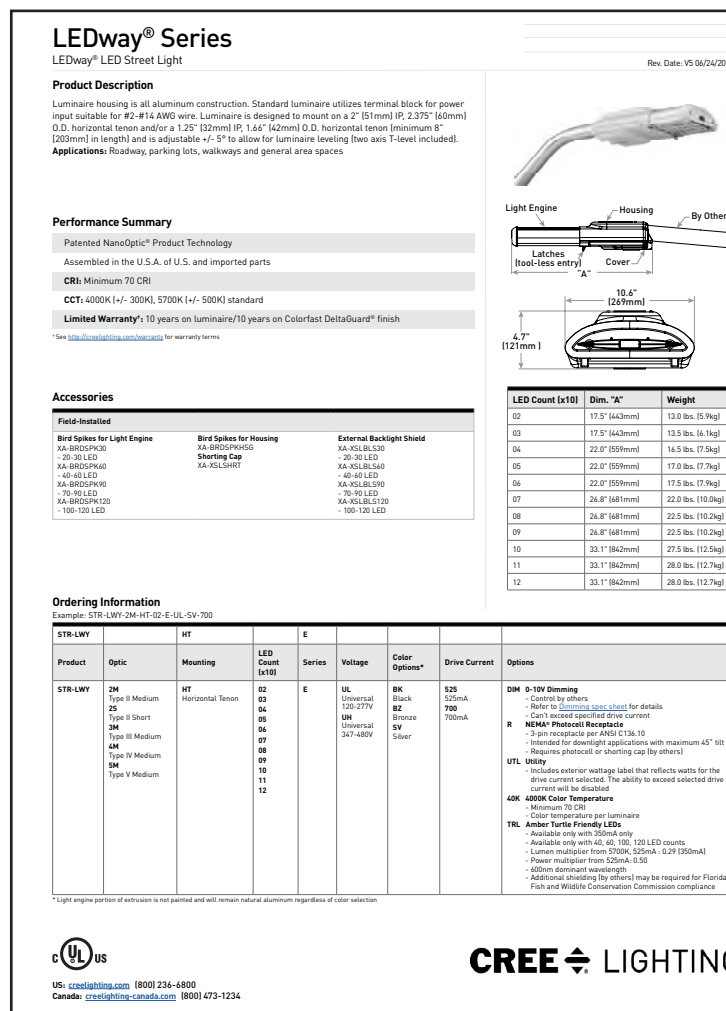 LEDway® Series
LEDway® LED Street Light
Rev. Date: V5 06/24/20
Product Description
Luminaire housing is all aluminum construction. Standard luminaire utilizes terminal block for power
input suitable for #2-#14 AWG wire. Luminaire is designed to mount on a 2" (51mm) IP, 2.375" (60mm)
O.D. horizontal tenon and/or a 1.25" (32mm) IP, 1.66" (42mm) O.D. horizontal tenon (minimum 8"
(203mm) in length) and is adjustable +/- 5° to allow for luminaire leveling (two axis T-level included).
Applications: Roadway, parking lots, walkways and general area spaces
Performance Summary
Patented NanoOptic® Product Technology
Assembled in the U.S.A. of U.S. and imported parts
CRI: Minimum 70 CRI
CCT: 4000K (+/- 300K), 5700K (+/- 500K) standard
Limited Warranty†: 10 years on luminaire/10 years on Colorfast DeltaGuard® finish
† See http://creelighting.com/warranty for warranty terms
Light Engine
Housing
By Other
Latches
(tool-less entry)
Cover
"A"
10.6"
(269mm)
4.7"
(121mm )
Accessories
Field-Installed
Bird Spikes for Light Engine
XA-BRDSPK30
- 20-30 LED
XA-BRDSPK60
- 40-60 LED
XA-BRDSPK90
- 70-90 LED
XA-BRDSPK120
- 100-120 LED
Bird Spikes for Housing
XA-BRDSPKHSG
Shorting Cap
XA-XSLSHRT
External Backlight Shield
XA-XSLBLS30
- 20-30 LED
XA-XSLBLS60
- 40-60 LED
XA-XSLBLS90
- 70-90 LED
XA-XSLBLS120
- 100-120 LED
LED Count (x10) Dim. "A" Weight
02 17.5" (443mm) 13.0 lbs. (5.9kg)
03 17.5" (443mm) 13.5 lbs. (6.1kg)
04 22.0" (559mm) 16.5 lbs. (7.5kg)
05 22.0" (559mm) 17.0 lbs. (7.7kg)
06 22.0" (559mm) 17.5 lbs. (7.9kg)
07 26.8" (681mm) 22.0 lbs. (10.0kg)
08 26.8" (681mm) 22.5 lbs. (10.2kg)
09 26.8" (681mm) 22.5 lbs. (10.2kg)
10 33.1" (842mm) 27.5 lbs. (12.5kg)
11 33.1" (842mm) 28.0 lbs. (12.7kg)
12 33.1" (842mm) 28.0 lbs. (12.7kg)
Ordering Information
Example: STR-LWY-2M-HT-02-E-UL-SV-700
STR-LWY HT E
Product Optic Mounting LED Count (x10) Series Voltage Color Options* Drive Current Options
STR-LWY
2M
Type II Medium
2S
Type II Short
3M
Type III Medium
4M
Type IV Medium
5M
Type V Medium
HT
Horizontal Tenon
02
03
04
05
06
07
08
09
10
11
12
E
UL
Universal
120-277V
UH
Universal
347-480V
BK
Black
BZ
Bronze
SV
Silver
525
525mA
700
700mA
DIM 0-10V Dimming
- Control by others
- Refer to Dimming spec sheet for details
- Can't exceed specified drive current
R NEMA® Photocell Receptacle
- 3-pin receptacle per ANSI C136.10
- Intended for downlight applications with maximum 45˚ tilt
- Requires photocell or shorting cap (by others)
UTL Utility
- Includes exterior wattage label that reflects watts for the
drive current selected. The ability to exceed selected drive
current will be disabled
40K 4000K Color Temperature
- Minimum 70 CRI
- Color temperature per luminaire
TRL Amber Turtle Friendly LEDs
- Available only with 350mA only
- Available only with 40, 60, 100, 120 LED counts
- Lumen multiplier from 5700K, 525mA : 0.29 (350mA)
- Power multiplier from 525mA: 0.50
- 600nm dominant wavelength
- Additional shielding (by others) may be required for Florida
Fish and Wildlife Conservation Commission compliance
* Light engine portion of extrusion is not painted and will remain natural aluminum regardless of color selection
C UL US
CREE LIGHTING
US: creelighting.com (800) 236-6800
Canada: creelighting-canada.com (800) 473-1234